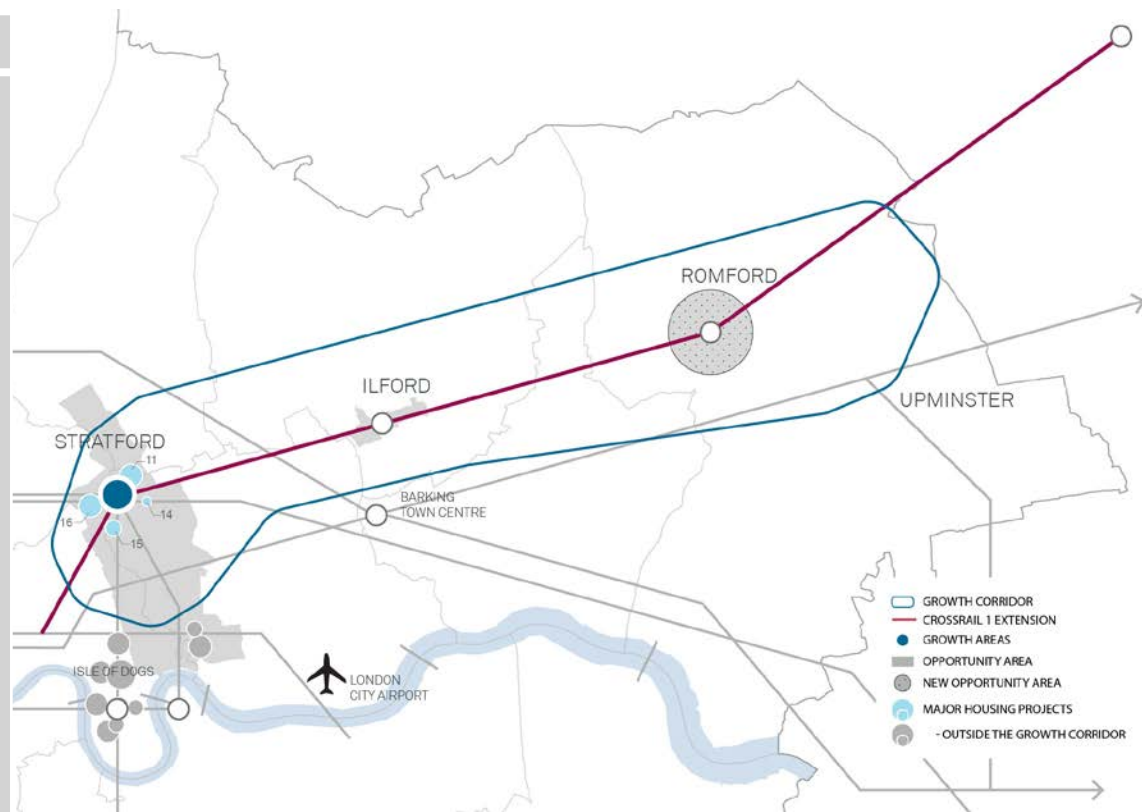 ROMFORD
ILFORD
UPMINSTER
STRATFORD
11
BARKING
TOWN CENTRE
14
16
15
ISLE OF DOGS
LONDON
CITY AIRPORT
GROWTH CORRIDOR
CROSSRAIL 1 EXTENSION
GROWTH AREAS
OPPORTUNITY AREA
NEW OPPORTUNITY AREA
MAJOR HOUSING PROJECTS
- OUTSIDE THE GROWTH CORRIDOR